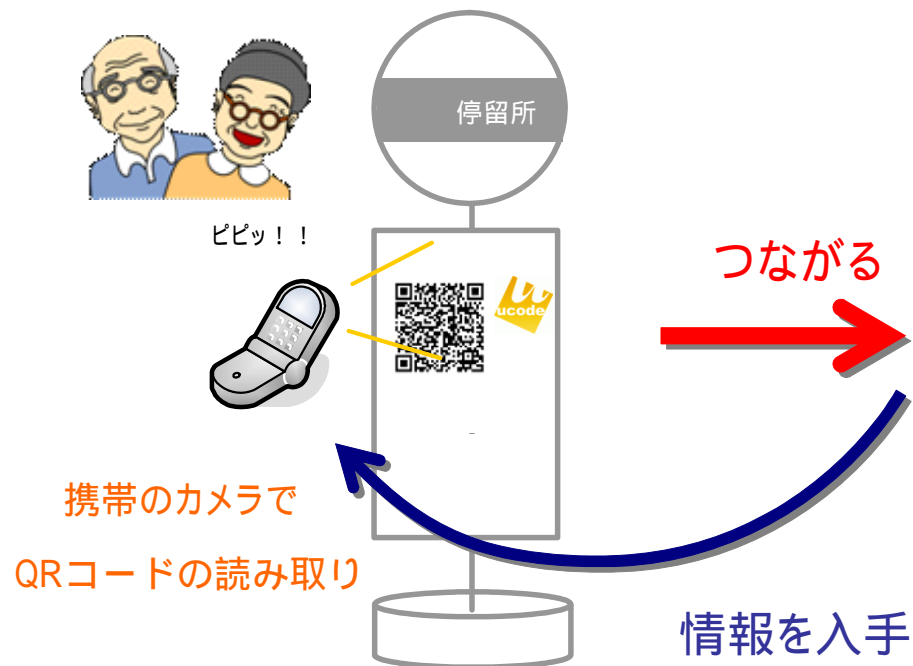 停留所
ピピッ！！
ucode
つながる
携帯のカメラで
QRコードの読み取り
情報を入手